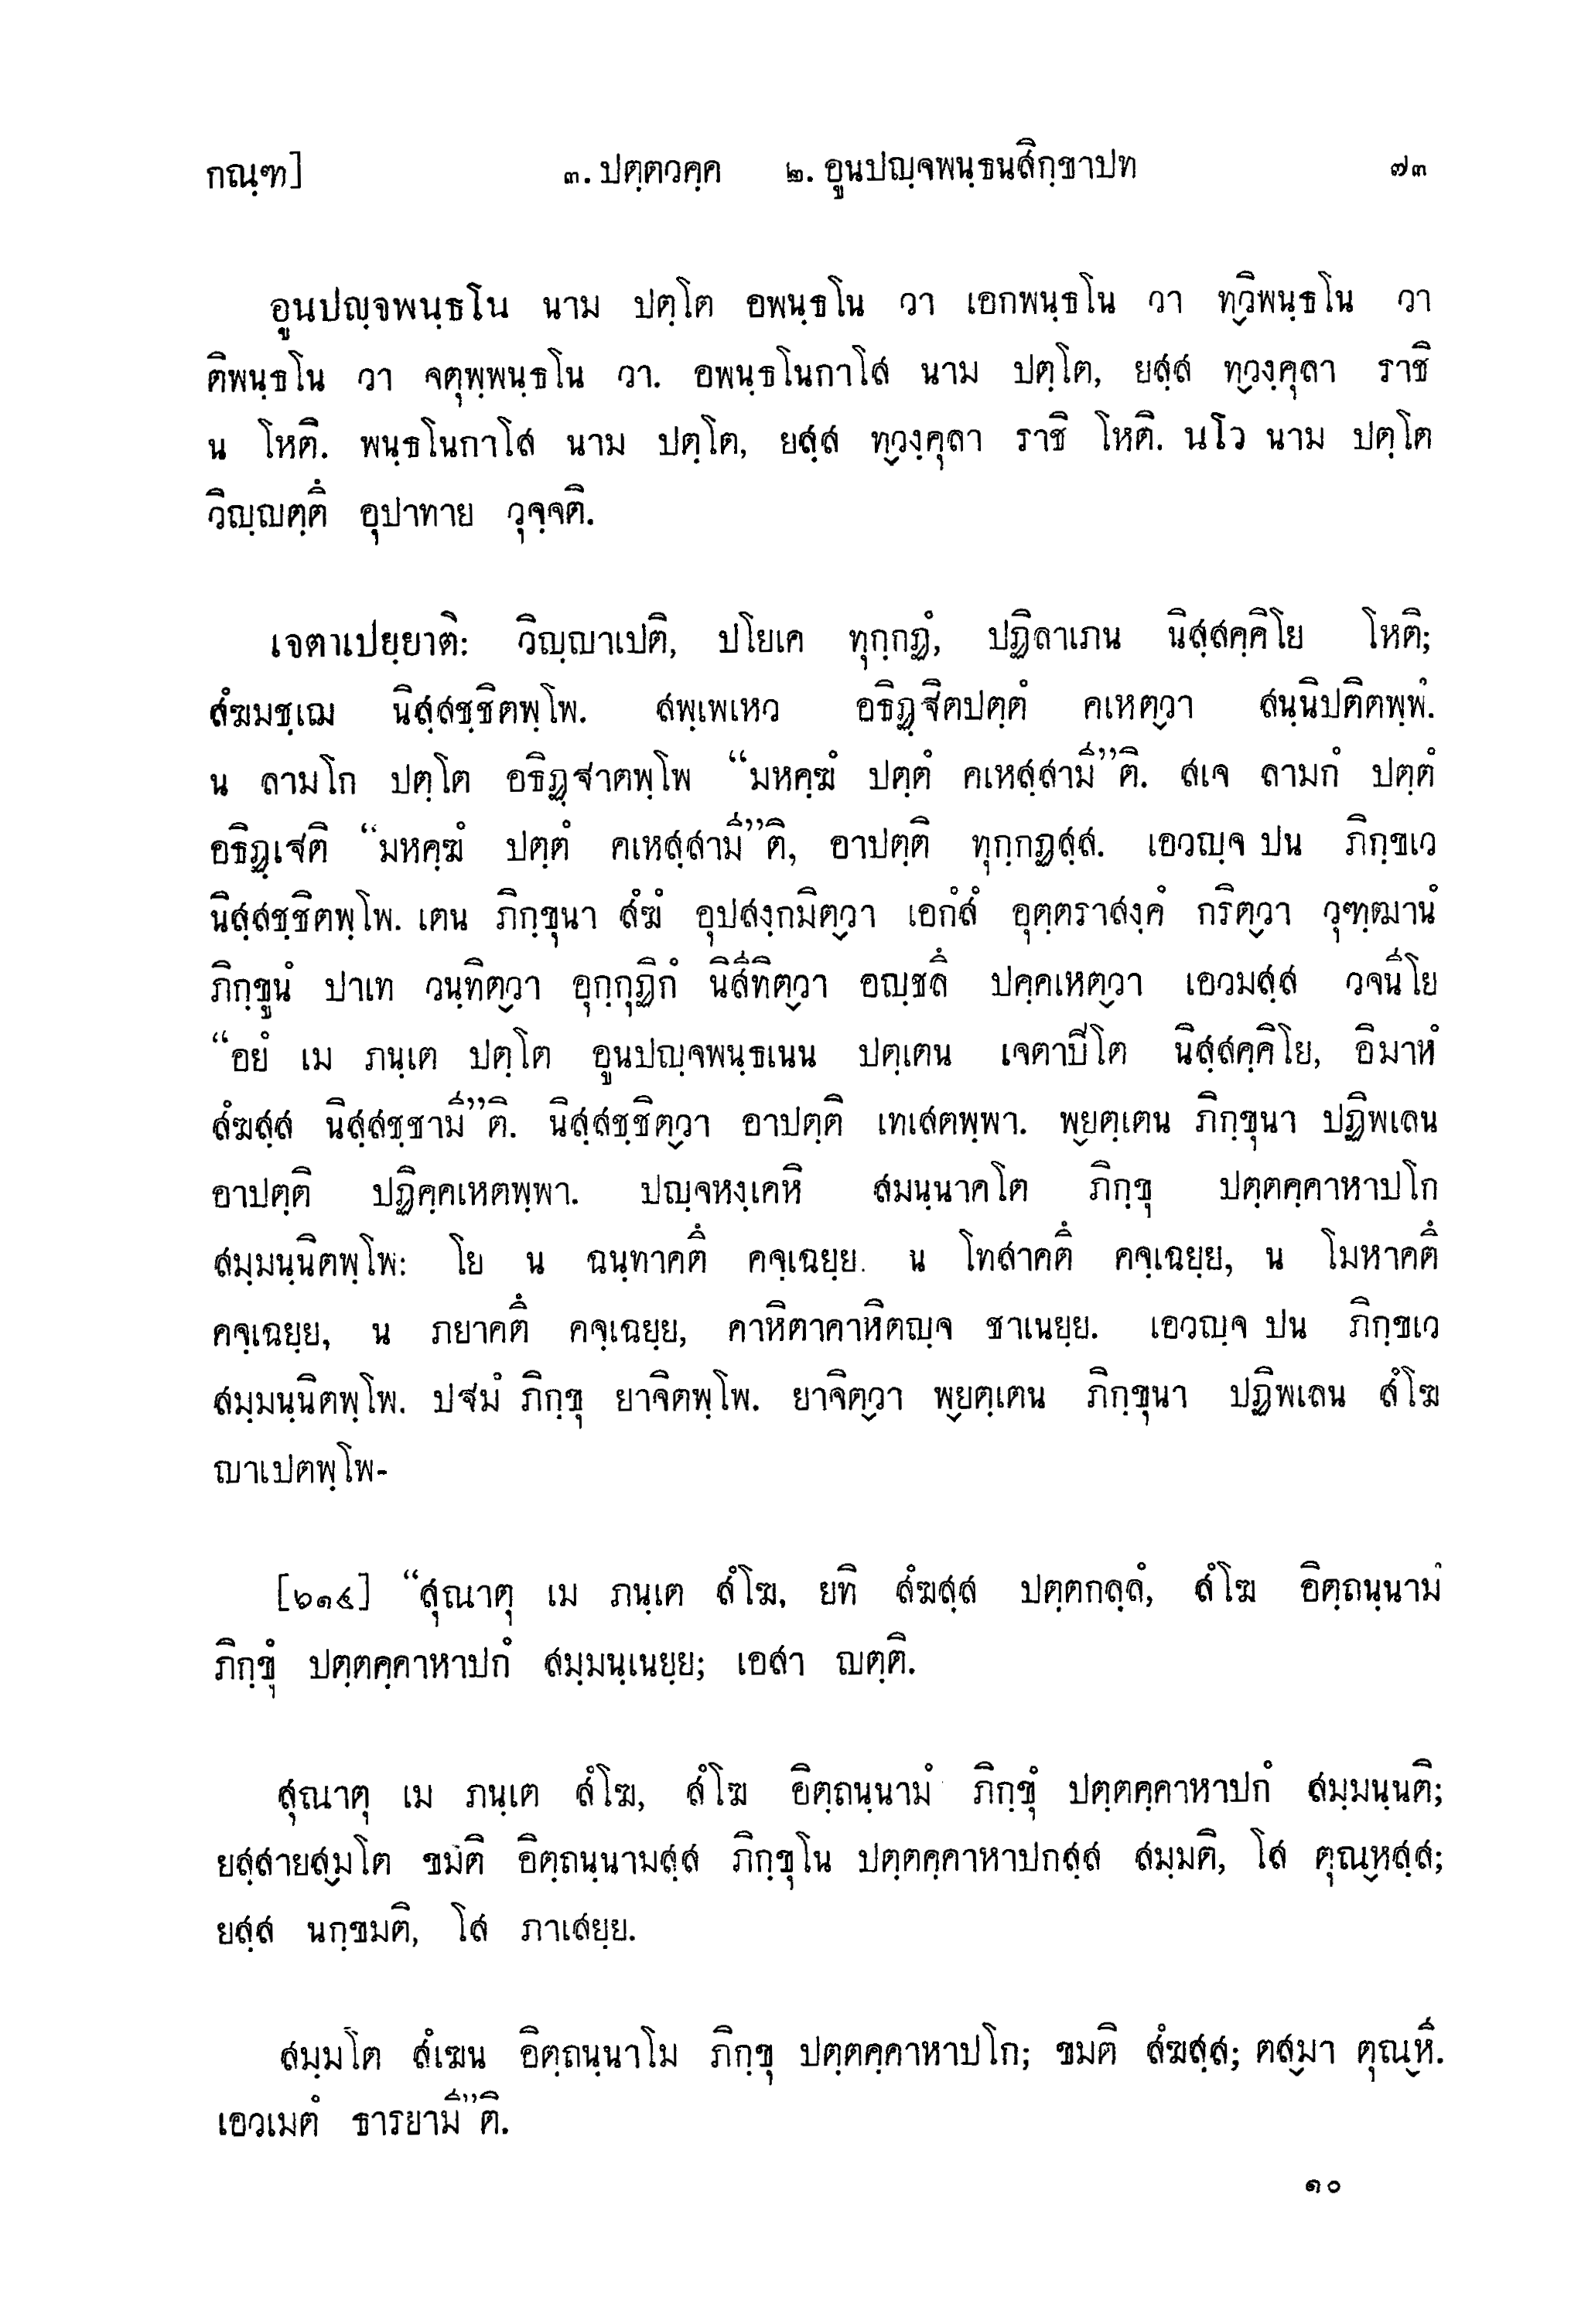 กณฺฑ] ๓. ปตฺตวคฺค ๒. อูนปญฺจพนฺธนสิกฺขาปท ๗๓
อูนปญฺจพนฺธโน นาม ปตฺโต อพนฺธโน วา เอกพนฺธโน วา ทฺวิพนฺธโน วา
ติพนฺธโน วา จตุพฺพนฺธโน วา. อพนฺธโนกาโส นาม ปตฺโต, ยสฺส ทฺวงฺคุลา ราชิ
น โหติ. พนฺธโนกาโส นาม ปตฺโต, ยสฺส ทฺวงฺคุลา ราชิ โหติ. นโว นาม ปตฺโต
วิญฺญตฺตึ อุปาทาย วุจฺจติ.
เจตาเปยฺยาติ: วิญฺญาเปติ, ปโยเค ทุกฺกฏํ, ปฏิลาเภน นิสฺสคฺคิโย โหติ;
สํฆมชฺเฌ นิสฺสชฺชิตพฺโพ. สพฺเพเหว อธิฏฺฐิตปตฺตํ คเหตฺวา สนฺนิปติตพฺพํ.
น ลามโก ปตฺโต อธิฏฺฐาตพฺโพ “มหคฺฆํ ปตฺตํ คเหสฺสามี”ติ. สเจ ลามกํ ปตฺตํ
อธิฏฺเฐติ “มหคฺฆํ ปตฺตํ คเหสฺสามี”ติ, อาปตฺติ ทุกฺกฏสฺส. เอวญฺจ ปน ภิกฺขเว
นิสฺสชฺชิตพฺโพ. เตน ภิกฺขุนา สํฆํ อุปสงฺกมิตฺวา เอกํสํ อุตฺตราสงฺคํ กริตฺวา วุฑฺฒานํ
ภิกฺขูนํ ปาเท วนฺทิตฺวา อุกฺกุฏิกํ นิสีทิตฺวา อญฺชลึ ปคฺคเหตฺวา เอวมสฺส วจนีโย
“อยํ เม ภนฺเต ปตฺโต อูนปญฺจพนฺธเนน ปตฺเตน เจตาปิโต นิสฺสคฺคิโย, อิมาหํ
สํฆสฺส นิสฺสชฺชามี”ติ. นิสฺสชฺชิตฺวา อาปตฺติ เทเสตพฺพา. พฺยตฺเตน ภิกฺขุนา ปฏิพเลน
อาปตฺติ ปฏิคฺคเหตพฺพา. ปญฺจหงฺเคหิ สมนฺนาคโต ภิกฺขุ ปตฺตคฺคาหาปโก
สมฺมนฺนิตพฺโพ: โย น ฉนฺทาคตึ คจฺเฉยฺย. น โทสาคตึ คจฺเฉยฺย, น โมหาคตึ
คจฺเฉยฺย, น ภยาคตึ คจฺเฉยฺย, คาหิตาคาหิตญฺจ ชาเนยฺย. เอวญฺจ ปน ภิกฺขเว
สมฺมนฺนิตพฺโพ. ปฐมํ ภิกฺขุ ยาจิตพฺโพ. ยาจิตฺวา พฺยตฺเตน ภิกฺขุนา ปฏิพเลน สํโฆ
ญาเปตพฺโพ-
[๖๑๕] “สุณาตุ เม ภนฺเต สํโฆ, ยทิ สํฆสฺส ปตฺตกลฺลํ, สํโฆ อิตฺถนฺนามํ
ภิกฺขุํ ปตฺตคฺคาหาปกํ สมฺมนฺเนยฺย; เอสา ญตฺติ.
สุณาตุ เม ภนฺเต สํโฆ, สํโฆ อิตฺถนฺนามํ ภิกฺขุํ ปตฺตคฺคาหาปกํ สมฺมนฺนติ;
ยสฺสายสฺมโต ขมติ อิตฺถนฺนามสฺส ภิกฺขุโน ปตฺตคฺคาหาปกสฺส สมฺมติ, โส ตุณฺหสฺส;
ยสฺส นกฺขมติ, โส ภาเสยฺย.
สมฺมโต สํเฆน อิตฺถนฺนาโม ภิกฺขุ ปตฺตคฺคาหาปโก; ขมติ สํฆสฺส; ตสฺมา ตุณฺหี.
เอวเมตํ ธารยามี”ติ.
๑๐